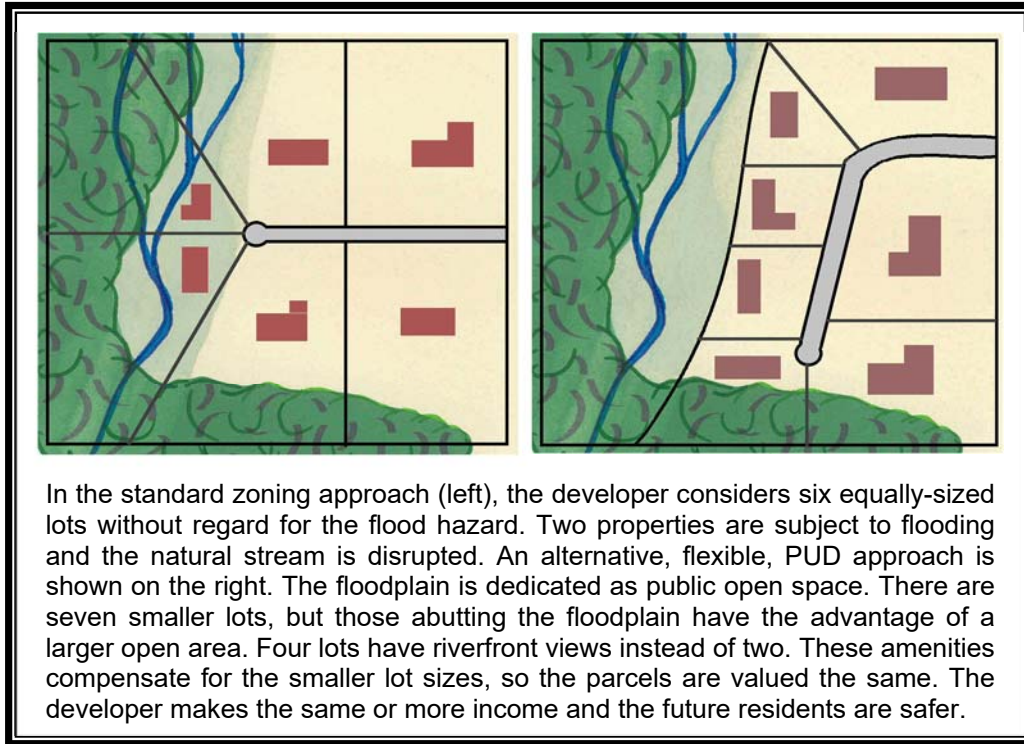 In the standard zoning approach (left), the developer considers six equally-sized
lots without regard for the flood hazard. Two properties are subject to flooding
and the natural stream is disrupted. An alternative, flexible, PUD approach is
shown on the right. The floodplain is dedicated as public open space. There are
seven smaller lots, but those abutting the floodplain have the advantage of a
larger open area. Four lots have riverfront views instead of two. These amenities
compensate for the smaller lot sizes, so the parcels are valued the same. The
developer makes the same or more income and the future residents are safer.